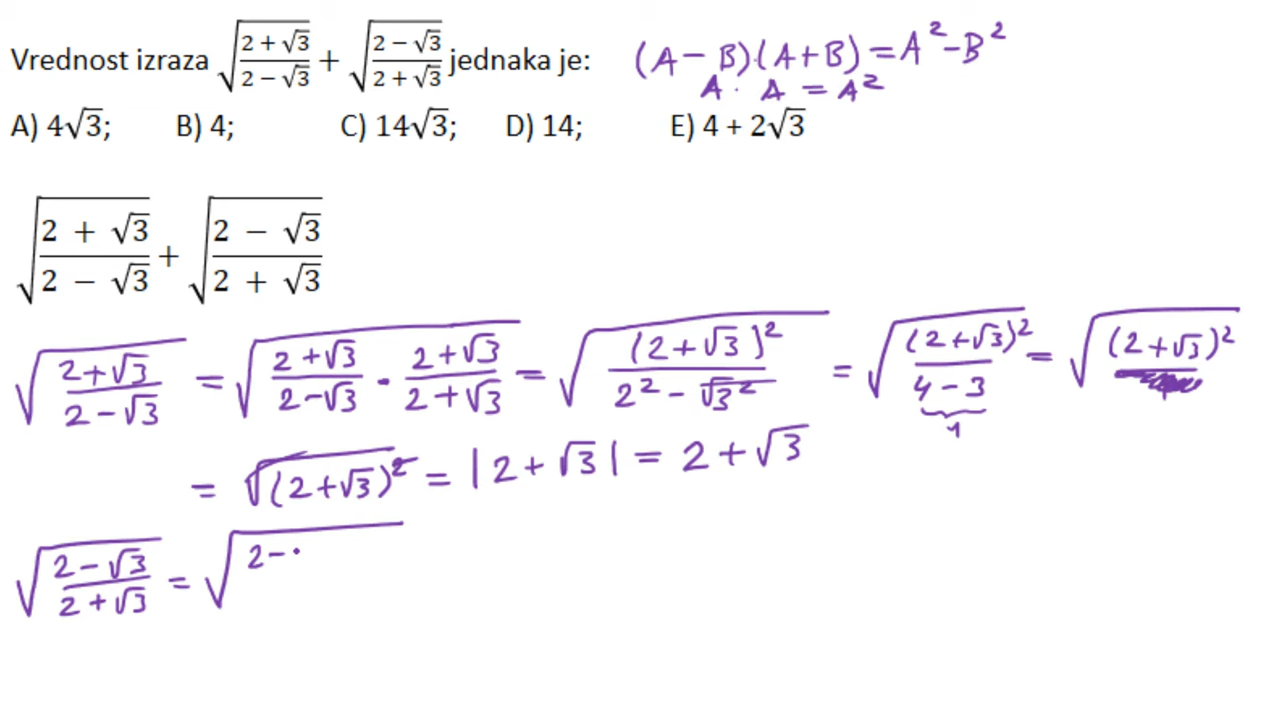 Vrednost izraza √((2 + √3)/(2 − √3)) + √((2 − √3)/(2 + √3)) jednaka je: (A − B)·(A + B) = A² − B²
A · A = A²
A) 4√3; B) 4; C) 14√3; D) 14; E) 4 + 2√3
√((2 + √3)/(2 − √3)) + √((2 − √3)/(2 + √3))
√((2+√3)/(2−√3)) = √((2+√3)/(2−√3) · (2+√3)/(2+√3)) = √((2+√3)²/(2² − √3²)) = √((2+√3)²/(4 − 3)) = √((2+√3)²)
1
= √((2+√3)²) = |2+√3| = 2+√3
√((2−√3)/(2+√3)) = √(2−